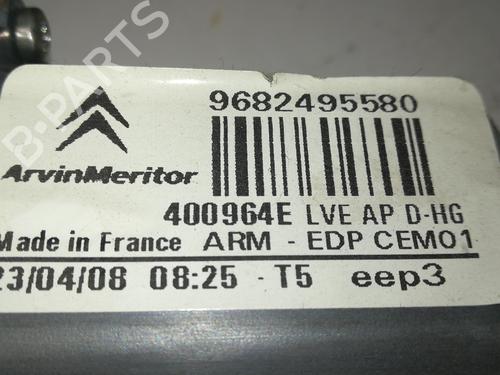 B-PARTS
9682495580
ArvinMeritor
400964E LVE AP D-HG
Made in France ARM - EDP CEM01
23/04/08 08:25 - T5 eep3